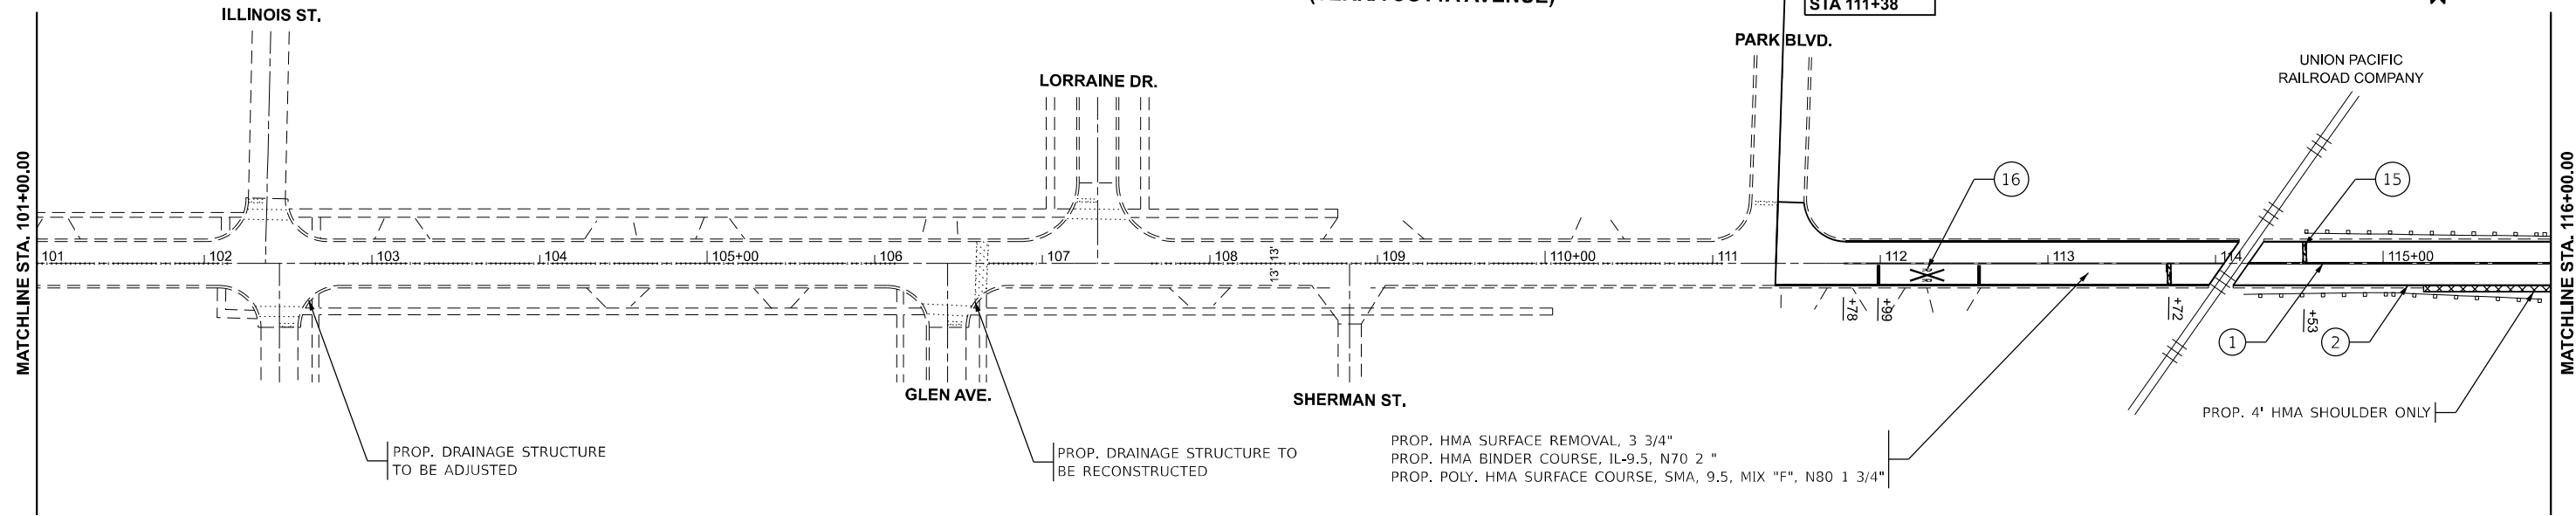 STA 111+38
ILLINOIS ST.
PARK BLVD.
LORRAINE DR.
UNION PACIFIC
RAILROAD COMPANY
MATCHLINE STA. 101+00.00
MATCHLINE STA. 116+00.00
16
15
101
102
103
104
105+00
106
107
108
13' 13'
109
110+00
111
112
113
114
115+00
+78
+99
+72
+53
1
2
GLEN AVE.
SHERMAN ST.
PROP. 4' HMA SHOULDER ONLY
PROP. DRAINAGE STRUCTURE
TO BE ADJUSTED
PROP. DRAINAGE STRUCTURE TO
BE RECONSTRUCTED
PROP. HMA SURFACE REMOVAL, 3 3/4"
PROP. HMA BINDER COURSE, IL-9.5, N70 2 "
PROP. POLY. HMA SURFACE COURSE, SMA, 9.5, MIX "F", N80 1 3/4"